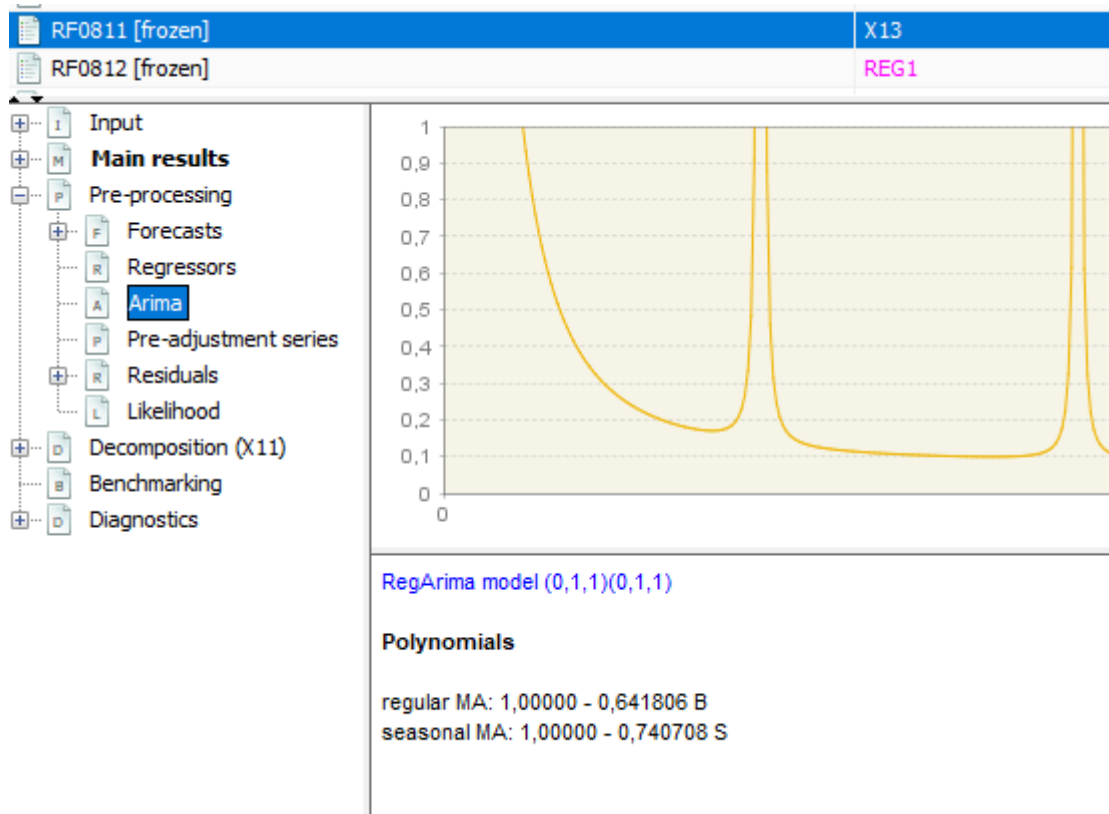 RF0811 [frozen] X13
RF0812 [frozen] REG1
I Input
M Main results
P Pre-processing
F Forecasts
R Regressors
A Arima
P Pre-adjustment series
R Residuals
L Likelihood
D Decomposition (X11)
B Benchmarking
D Diagnostics
1
0,9
0,8
0,7
0,6
0,5
0,4
0,3
0,2
0,1
0
0
RegArima model (0,1,1)(0,1,1)
Polynomials
regular MA: 1,00000 - 0,641806 B
seasonal MA: 1,00000 - 0,740708 S